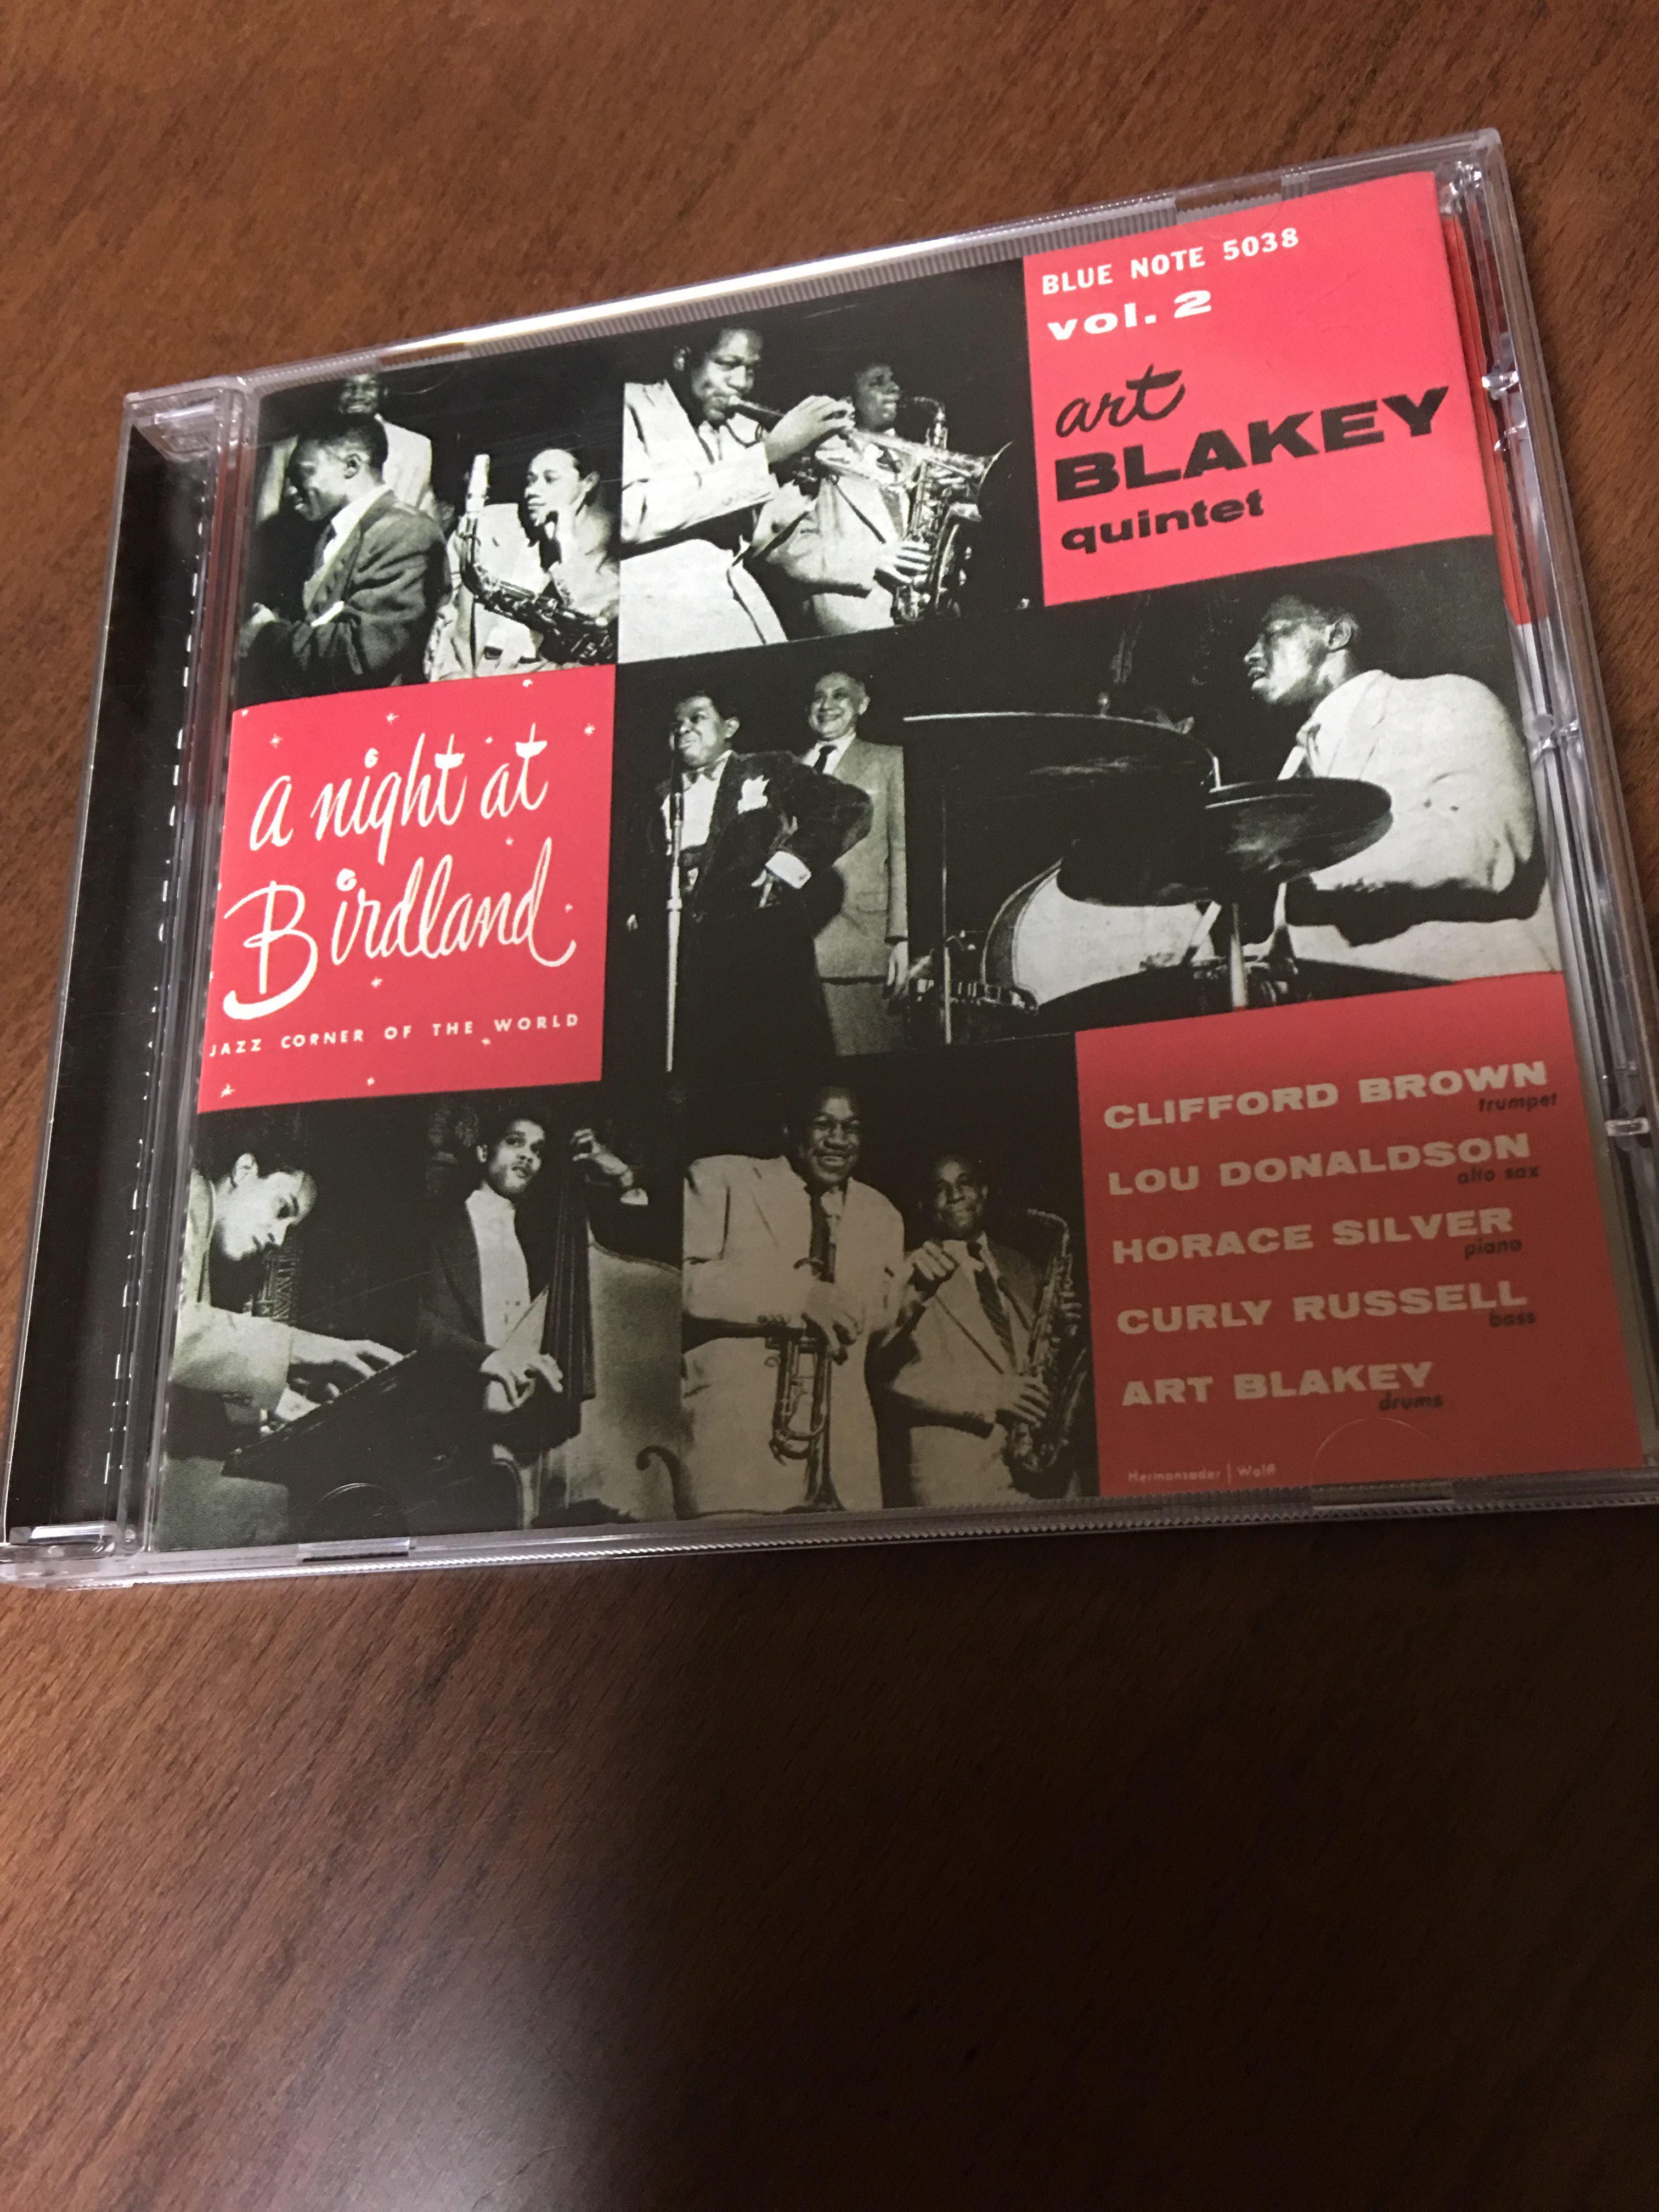 BLUE NOTE 5038
vol. 2
art
BLAKEY
quintet
a night at
Birdland
JAZZ CORNER OF THE WORLD
CLIFFORD BROWN
trumpet
LOU DONALDSON
alto sax
HORACE SILVER
piano
CURLY RUSSELL
bass
ART BLAKEY
drums
Hermansader | Wolff